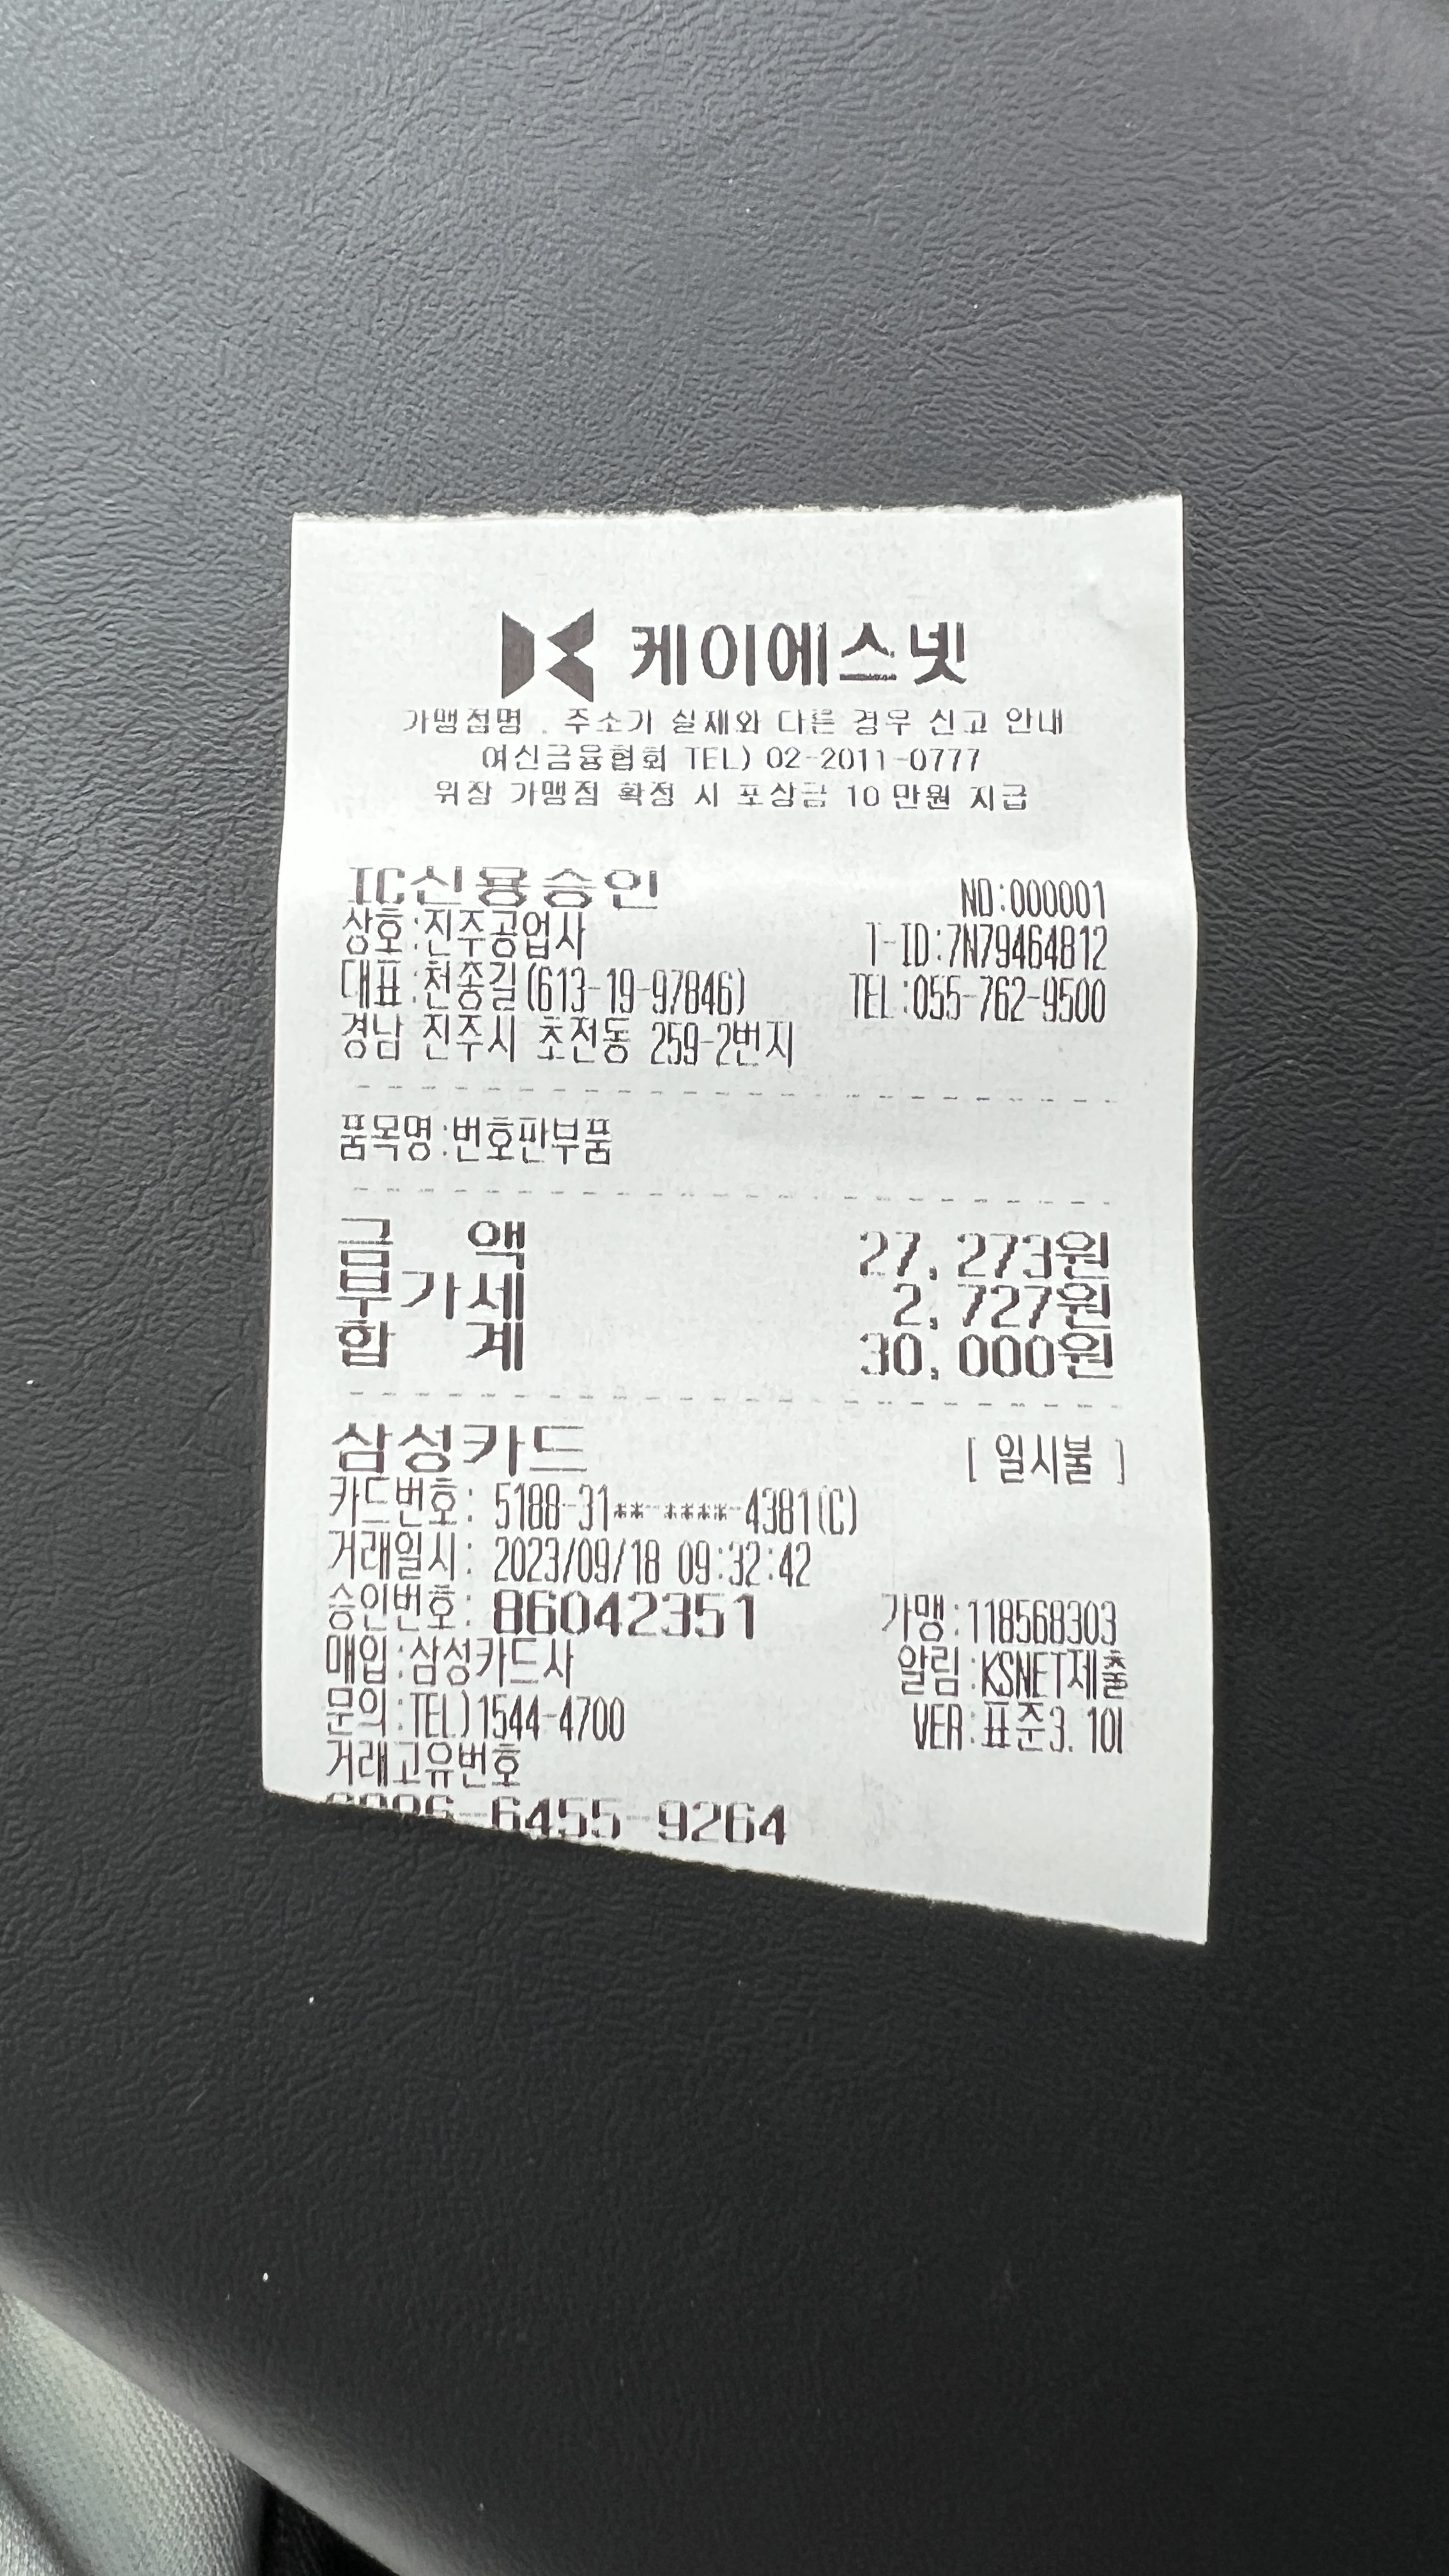 케이에스넷
가맹점명, 주소가 실제와 다른 경우 신고 안내
여신금융협회 TEL) 02-2011-0777
위장 가맹점 확정 시 포상금 10만원 지급
IC신용승인 NO:000001
상호:진주공업사 T-ID:7N79464812
대표:천종길(613-19-97846) TEL:055-762-9500
경남 진주시 초전동 259-2번지
품목명:번호판부품
금 액 27,273원
부가세 2,727원
합 계 30,000원
삼성카드 [ 일시불 ]
카드번호: 5188-31**-****-4381(C)
거래일시: 2023/09/18 09:32:42
승인번호: 86042351 가맹:118568303
매입:삼성카드사 알림:KSNET제출
문의:TEL)1544-4700 VER:표준3.10I
거래고유번호
6455-9264